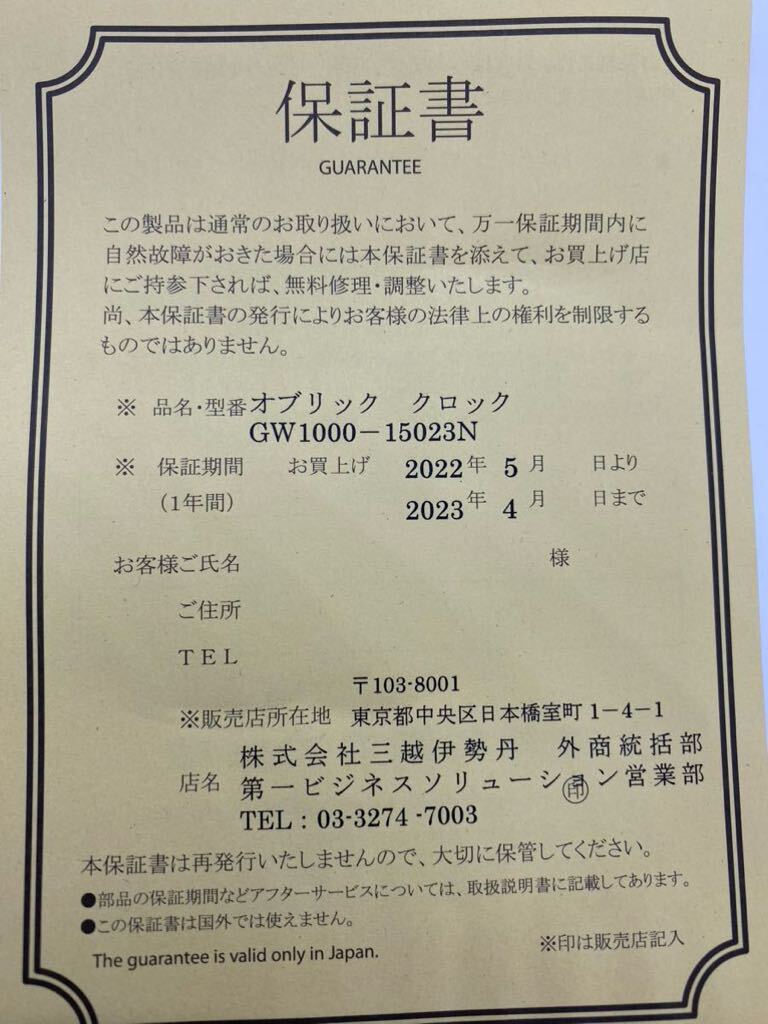 保証書
GUARANTEE
この製品は通常のお取り扱いにおいて、万一保証期間内に
自然故障がおきた場合には本保証書を添えて、お買上げ店
にご持参下されば、無料修理・調整いたします。
尚、本保証書の発行によりお客様の法律上の権利を制限する
ものではありません。
※ 品名・型番 オブリック クロック
GW1000－15023N
※ 保証期間 お買上げ 2022年 5月 日より
（1年間） 2023年 4月 日まで
お客様ご氏名 様
ご住所
TEL
〒103-8001
※販売店所在地 東京都中央区日本橋室町1-4-1
株式会社三越伊勢丹 外商統括部
店名 第一ビジネスソリューション営業部
印
TEL：03-3274-7003
本保証書は再発行いたしませんので、大切に保管してください。
●部品の保証期間などアフターサービスについては、取扱説明書に記載してあります。
●この保証書は国外では使えません。
The guarantee is valid only in Japan.
※印は販売店記入